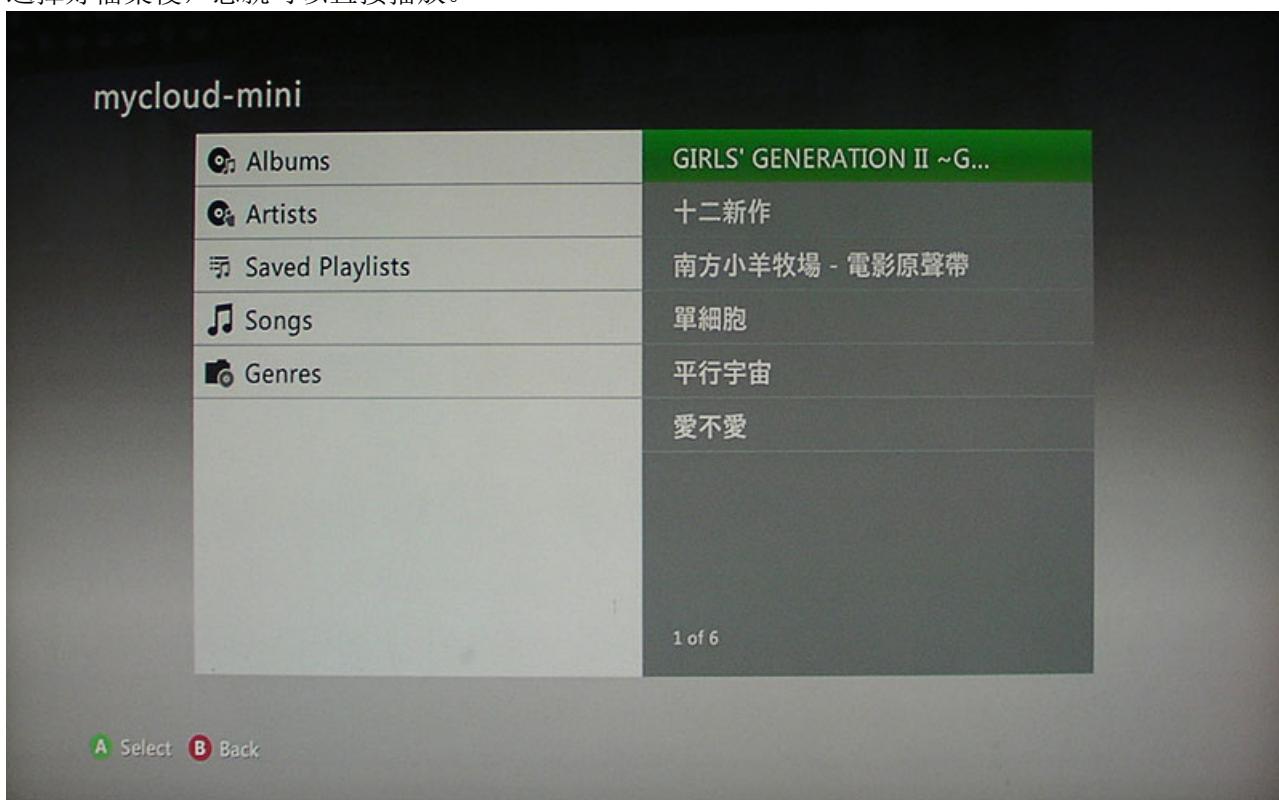 選擇好檔案後，您就可以直接播放。
mycloud-mini
Albums
Artists
Saved Playlists
Songs
Genres
GIRLS' GENERATION II ~G...
十二新作
南方小羊牧場 - 電影原聲帶
單細胞
平行宇宙
愛不愛
1 of 6
A Select B Back